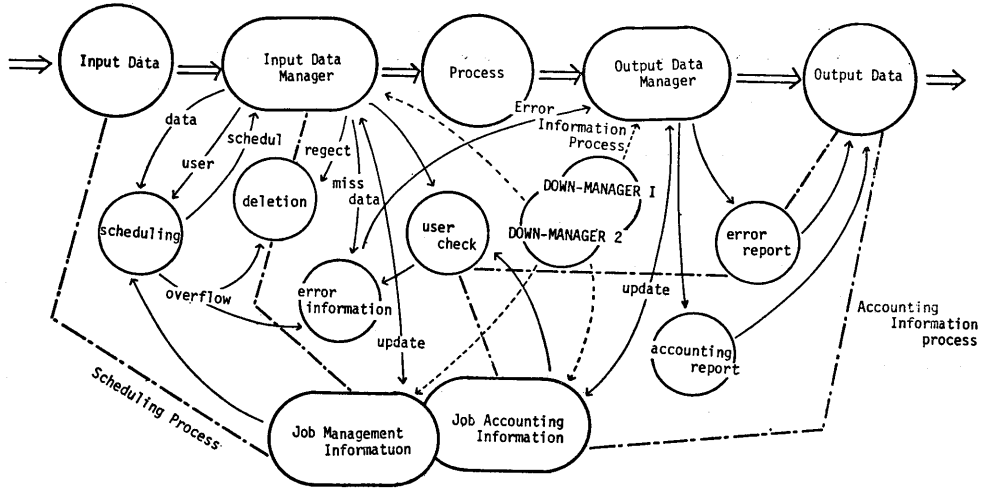 Input Data
Input Data
Manager
Process
Output Data
Manager
Output Data
Error
Information
Process
data
user
schedul
regect
miss
data
scheduling
deletion
user
check
DOWN-MANAGER I
DOWN-MANAGER 2
error
report
overflow
error
information
update
update
accounting
report
Accounting
Information
process
Scheduling Process
Job Management
Informatuon
Job Accounting
Information